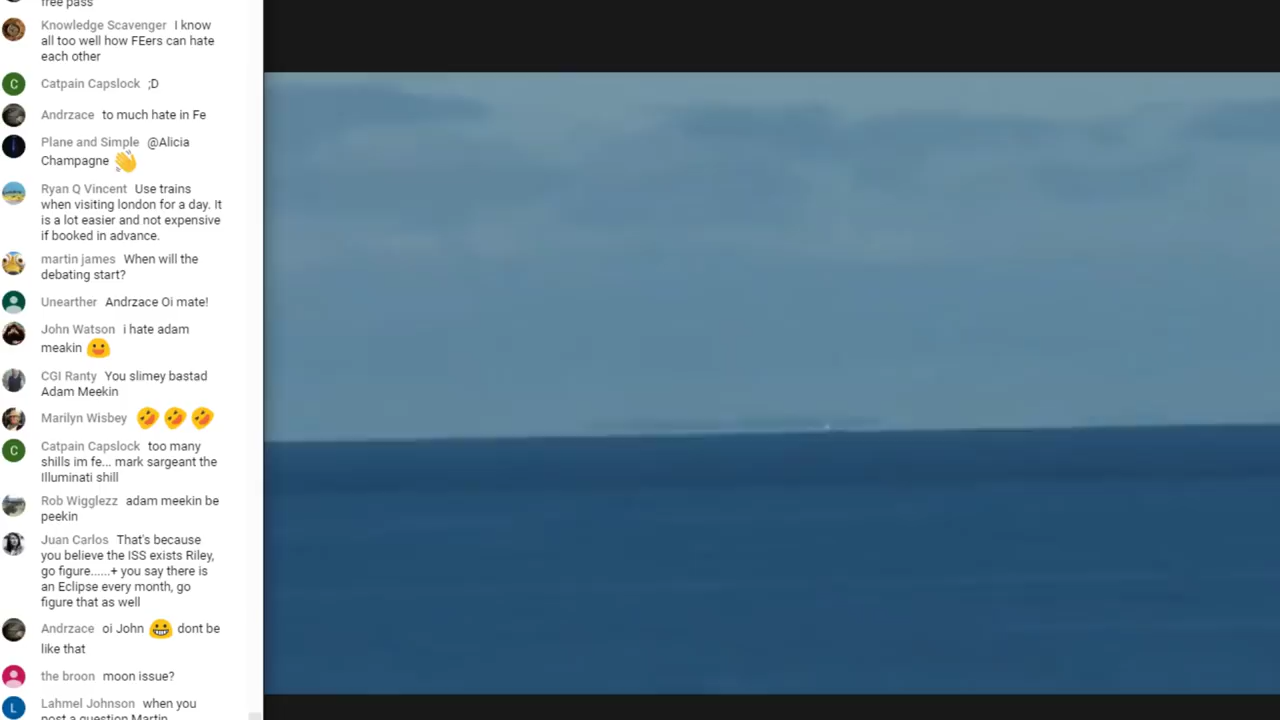 free pass
Knowledge Scavenger I know
all too well how FEers can hate
each other
Catpain Capslock ;D
Andrzace to much hate in Fe
Plane and Simple @Alicia
Champagne
Ryan Q Vincent Use trains
when visiting london for a day. It
is a lot easier and not expensive
if booked in advance.
martin james When will the
debating start?
Unearther Andrzace Oi mate!
John Watson i hate adam
meakin
CGI Ranty You slimey bastad
Adam Meekin
Marilyn Wisbey
Catpain Capslock too many
shills im fe... mark sargeant the
Illuminati shill
Rob Wigglezz adam meekin be
peekin
Juan Carlos That's because
you believe the ISS exists Riley,
go figure......+ you say there is
an Eclipse every month, go
figure that as well
Andrzace oi John dont be
like that
the broon moon issue?
Lahmel Johnson when you
post a question Martin